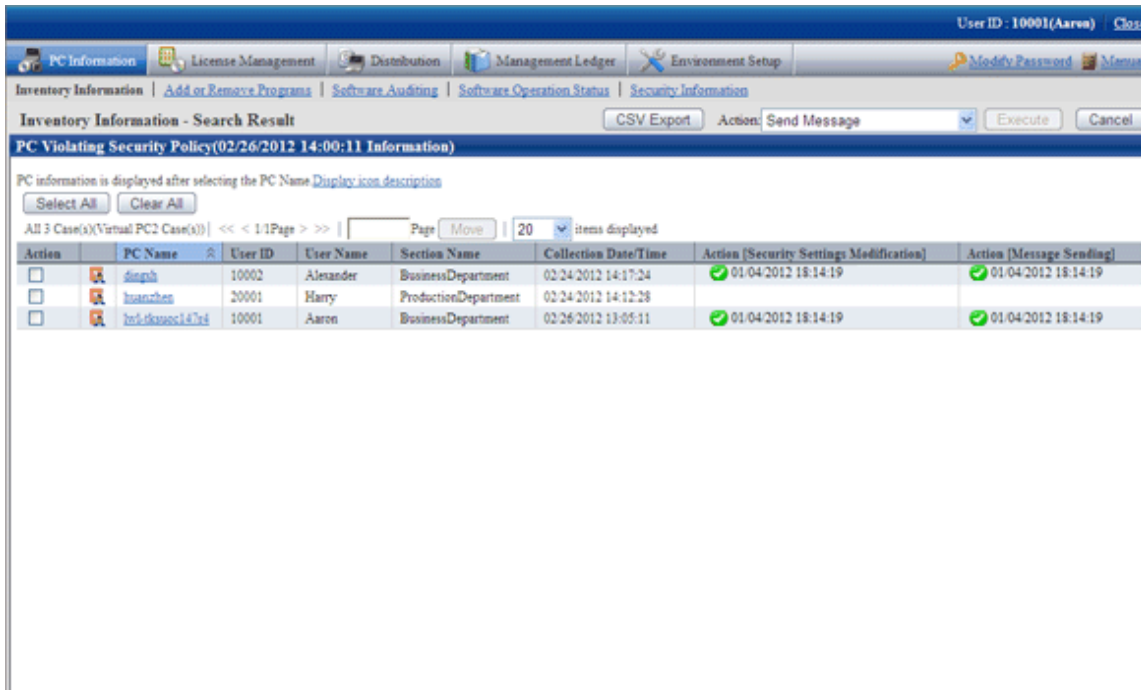 User ID : 10001(Aaron) Clos
PC Information License Management Distribution Management Ledger Environment Setup Modify Password Manua
Inventory Information | Add or Remove Programs | Software Auditing | Software Operation Status | Security Information
Inventory Information - Search Result CSV Export Action: Send Message Execute Cancel
PC Violating Security Policy(02/26/2012 14:00:11 Information)
PC information is displayed after selecting the PC Name.Display icon description
Select All Clear All
All 3 Case(s)(Virtual PC2 Case(s)) | << < 1/1Page > >> | Page Move | 20 items displayed
Action PC Name User ID User Name Section Name Collection Date/Time Action [Security Settings Modification] Action [Message Sending]
10002 Alexander BusinessDepartment 02/24/2012 14:17:24 01/04/2012 18:14:19 01/04/2012 18:14:19
huanzhen 20001 Harry ProductionDepartment 02/24/2012 14:12:28
10001 Aaron BusinessDepartment 02/26/2012 13:05:11 01/04/2012 18:14:19 01/04/2012 18:14:19